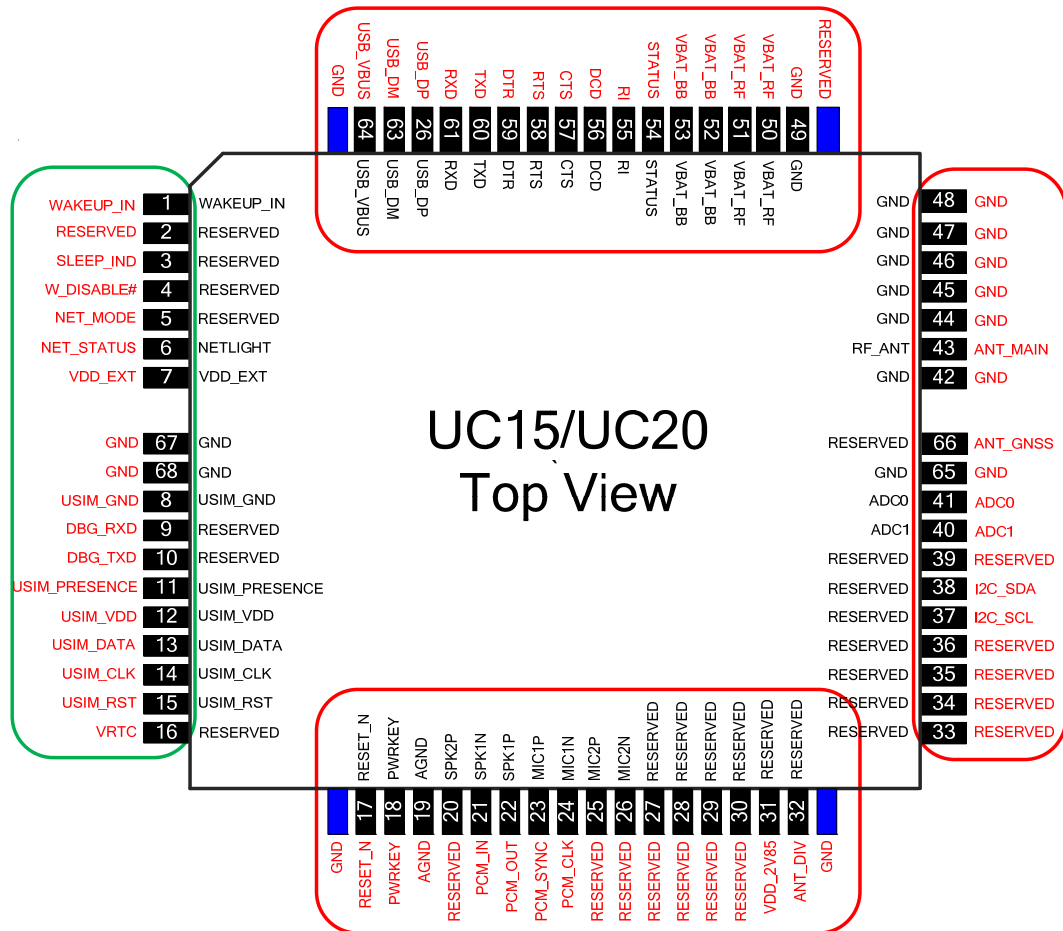 GND USB_VBUS USB_DM USB_DP RXD TXD DTR RTS CTS DCD RI STATUS VBAT_BB VBAT_BB VBAT_RF VBAT_RF GND RESERVED
64 63 26 61 60 59 58 57 56 55 54 53 52 51 50 49
USB_VBUS USB_DM USB_DP RXD TXD DTR RTS CTS DCD RI STATUS VBAT_BB VBAT_BB VBAT_RF VBAT_RF GND
WAKEUP_IN 1 WAKEUP_IN
RESERVED 2 RESERVED
SLEEP_IND 3 RESERVED
W_DISABLE# 4 RESERVED
NET_MODE 5 RESERVED
NET_STATUS 6 NETLIGHT
VDD_EXT 7 VDD_EXT
GND 67 GND
GND 68 GND
USIM_GND 8 USIM_GND
DBG_RXD 9 RESERVED
DBG_TXD 10 RESERVED
USIM_PRESENCE 11 USIM_PRESENCE
USIM_VDD 12 USIM_VDD
USIM_DATA 13 USIM_DATA
USIM_CLK 14 USIM_CLK
USIM_RST 15 USIM_RST
VRTC 16 RESERVED
UC15/UC20
Top View
GND 48 GND
GND 47 GND
GND 46 GND
GND 45 GND
GND 44 GND
RF_ANT 43 ANT_MAIN
GND 42 GND
RESERVED 66 ANT_GNSS
GND 65 GND
ADC0 41 ADC0
ADC1 40 ADC1
RESERVED 39 RESERVED
RESERVED 38 I2C_SDA
RESERVED 37 I2C_SCL
RESERVED 36 RESERVED
RESERVED 35 RESERVED
RESERVED 34 RESERVED
RESERVED 33 RESERVED
RESET_N PWRKEY AGND SPK2P SPK1N SPK1P MIC1P MIC1N MIC2P MIC2N RESERVED RESERVED RESERVED RESERVED RESERVED RESERVED
17 18 19 20 21 22 23 24 25 26 27 28 29 30 31 32
GND RESET_N PWRKEY AGND RESERVED PCM_IN PCM_OUT PCM_SYNC PCM_CLK RESERVED RESERVED RESERVED RESERVED RESERVED RESERVED VDD_2V85 ANT_DIV GND